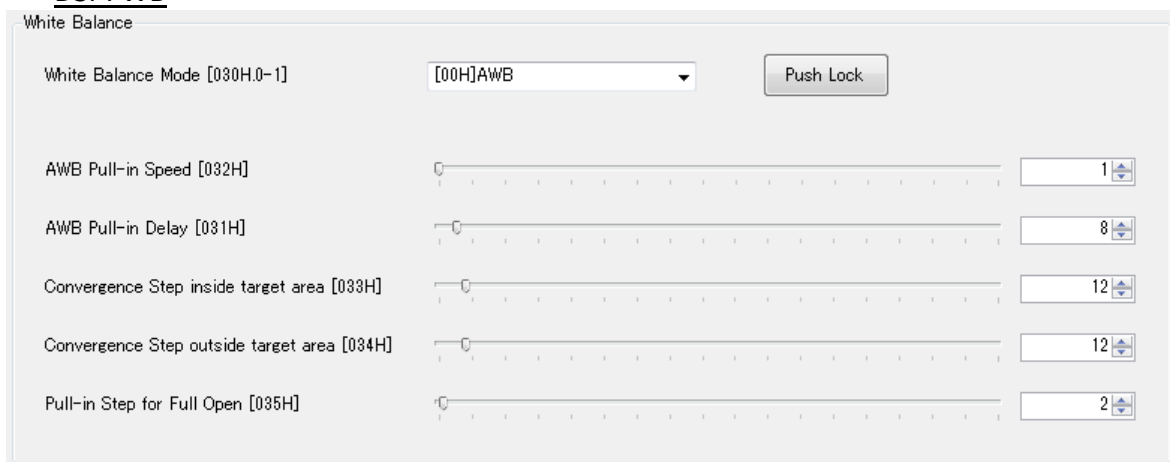 White Balance
White Balance Mode [030H.0-1] [00H]AWB Push Lock
AWB Pull-in Speed [032H] 1
AWB Pull-in Delay [031H] 8
Convergence Step inside target area [033H] 12
Convergence Step outside target area [034H] 12
Pull-in Step for Full Open [035H] 2